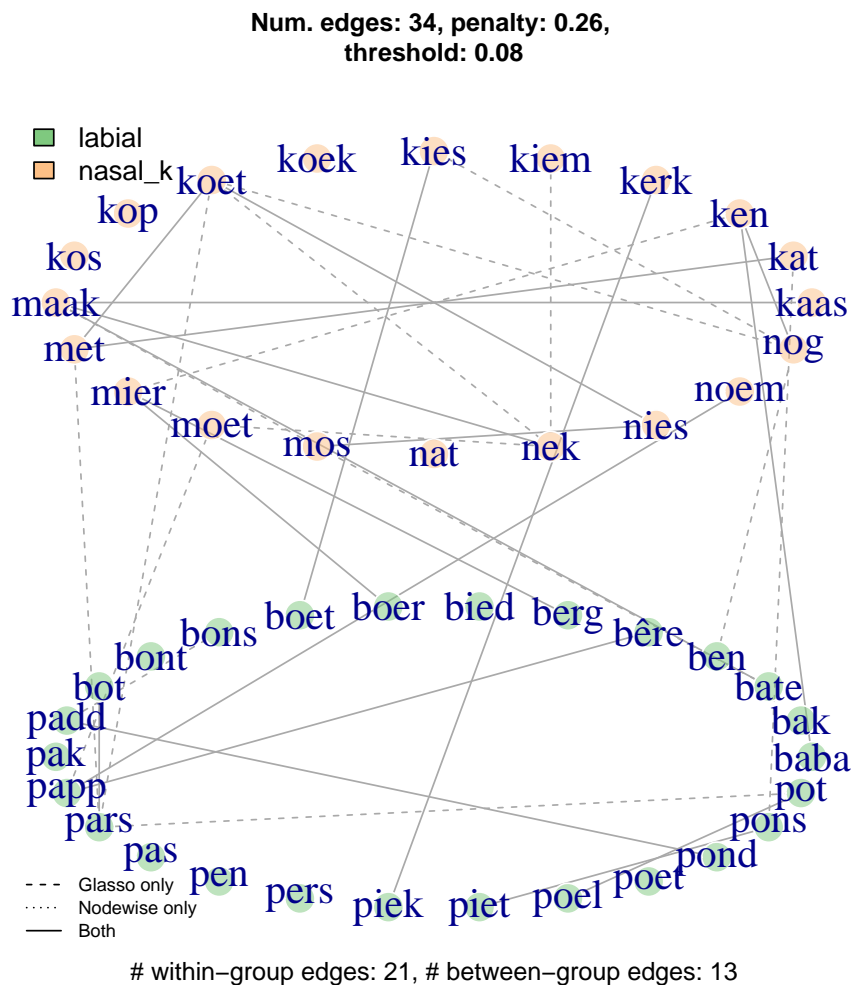 Num. edges: 34, penalty: 0.26,
threshold: 0.08
labial
nasal_k
koek
kies
kiem
kerk
koet
kop
ken
kos
kat
maak
kaas
met
nog
mier
noem
moet
mos
nat
nek
nies
boet
boer
bied
berg
bons
bêre
bont
ben
bot
bate
padd
bak
pak
baba
papp
pot
pars
pons
pas
pond
pen
poet
pers
piek
piet
poel
Glasso only
Nodewise only
Both
# within−group edges: 21, # between−group edges: 13